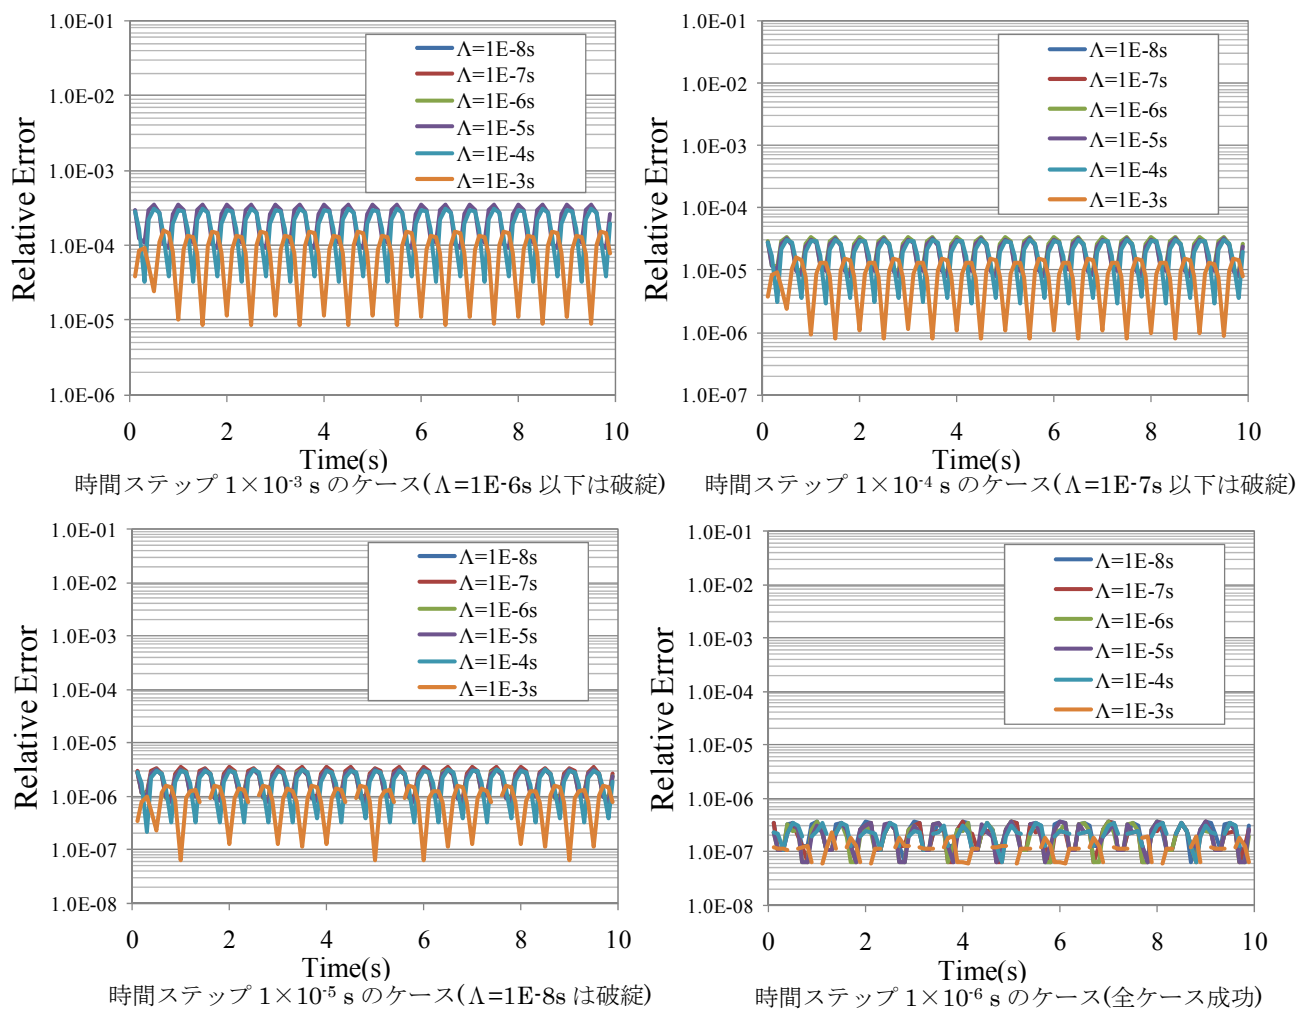 1.0E-01
1.0E-02
1.0E-03
1.0E-04
1.0E-05
1.0E-06
Relative Error
Λ=1E-8s
Λ=1E-7s
Λ=1E-6s
Λ=1E-5s
Λ=1E-4s
Λ=1E-3s
0 2 4 6 8 10
Time(s)
時間ステップ 1×10-3 s のケース(Λ=1E-6s 以下は破綻)
1.0E-01
1.0E-02
1.0E-03
1.0E-04
1.0E-05
1.0E-06
1.0E-07
Relative Error
Λ=1E-8s
Λ=1E-7s
Λ=1E-6s
Λ=1E-5s
Λ=1E-4s
Λ=1E-3s
0 2 4 6 8 10
Time(s)
時間ステップ 1×10-4 s のケース(Λ=1E-7s 以下は破綻)
1.0E-01
1.0E-02
1.0E-03
1.0E-04
1.0E-05
1.0E-06
1.0E-07
1.0E-08
Relative Error
Λ=1E-8s
Λ=1E-7s
Λ=1E-6s
Λ=1E-5s
Λ=1E-4s
Λ=1E-3s
0 2 4 6 8 10
Time(s)
時間ステップ 1×10-5 s のケース(Λ=1E-8s は破綻)
1.0E-01
1.0E-02
1.0E-03
1.0E-04
1.0E-05
1.0E-06
1.0E-07
1.0E-08
Relative Error
Λ=1E-8s
Λ=1E-7s
Λ=1E-6s
Λ=1E-5s
Λ=1E-4s
Λ=1E-3s
0 2 4 6 8 10
Time(s)
時間ステップ 1×10-6 s のケース(全ケース成功)